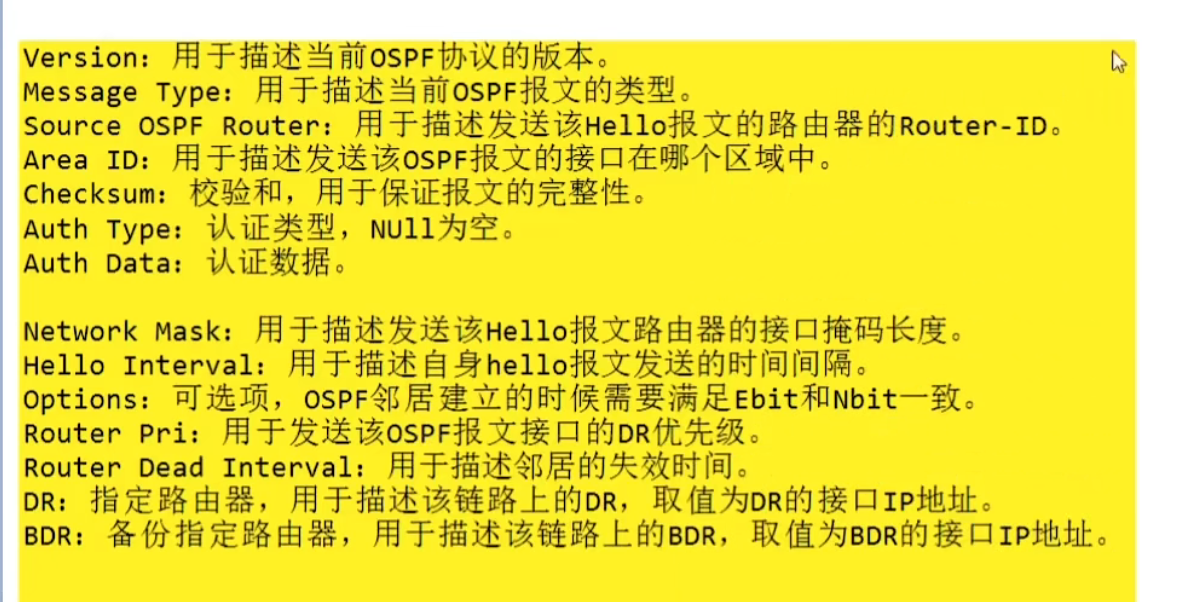 Version：用于描述当前OSPF协议的版本。
Message Type：用于描述当前OSPF报文的类型。
Source OSPF Router：用于描述发送该Hello报文的路由器的Router-ID。
Area ID：用于描述发送该OSPF报文的接口在哪个区域中。
Checksum：校验和，用于保证报文的完整性。
Auth Type：认证类型，NUll为空。
Auth Data：认证数据。
Network Mask：用于描述发送该Hello报文路由器的接口掩码长度。
Hello Interval：用于描述自身hello报文发送的时间间隔。
Options：可选项，OSPF邻居建立的时候需要满足Ebit和Nbit一致。
Router Pri：用于发送该OSPF报文接口的DR优先级。
Router Dead Interval：用于描述邻居的失效时间。
DR：指定路由器，用于描述该链路上的DR，取值为DR的接口IP地址。
BDR：备份指定路由器，用于描述该链路上的BDR，取值为BDR的接口IP地址。